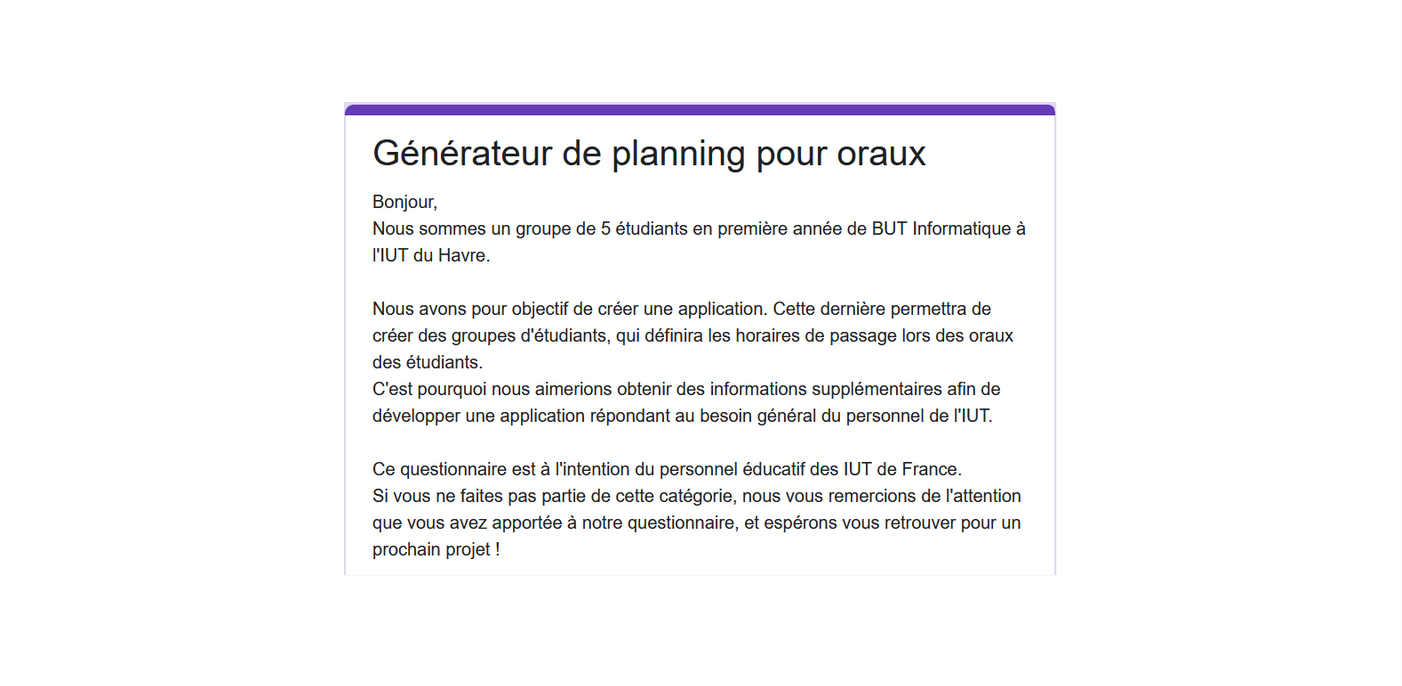 Générateur de planning pour oraux
Bonjour,
Nous sommes un groupe de 5 étudiants en première année de BUT Informatique à
l'IUT du Havre.
Nous avons pour objectif de créer une application. Cette dernière permettra de
créer des groupes d'étudiants, qui définira les horaires de passage lors des oraux
des étudiants.
C'est pourquoi nous aimerions obtenir des informations supplémentaires afin de
développer une application répondant au besoin général du personnel de l'IUT.
Ce questionnaire est à l'intention du personnel éducatif des IUT de France.
Si vous ne faites pas partie de cette catégorie, nous vous remercions de l'attention
que vous avez apportée à notre questionnaire, et espérons vous retrouver pour un
prochain projet !